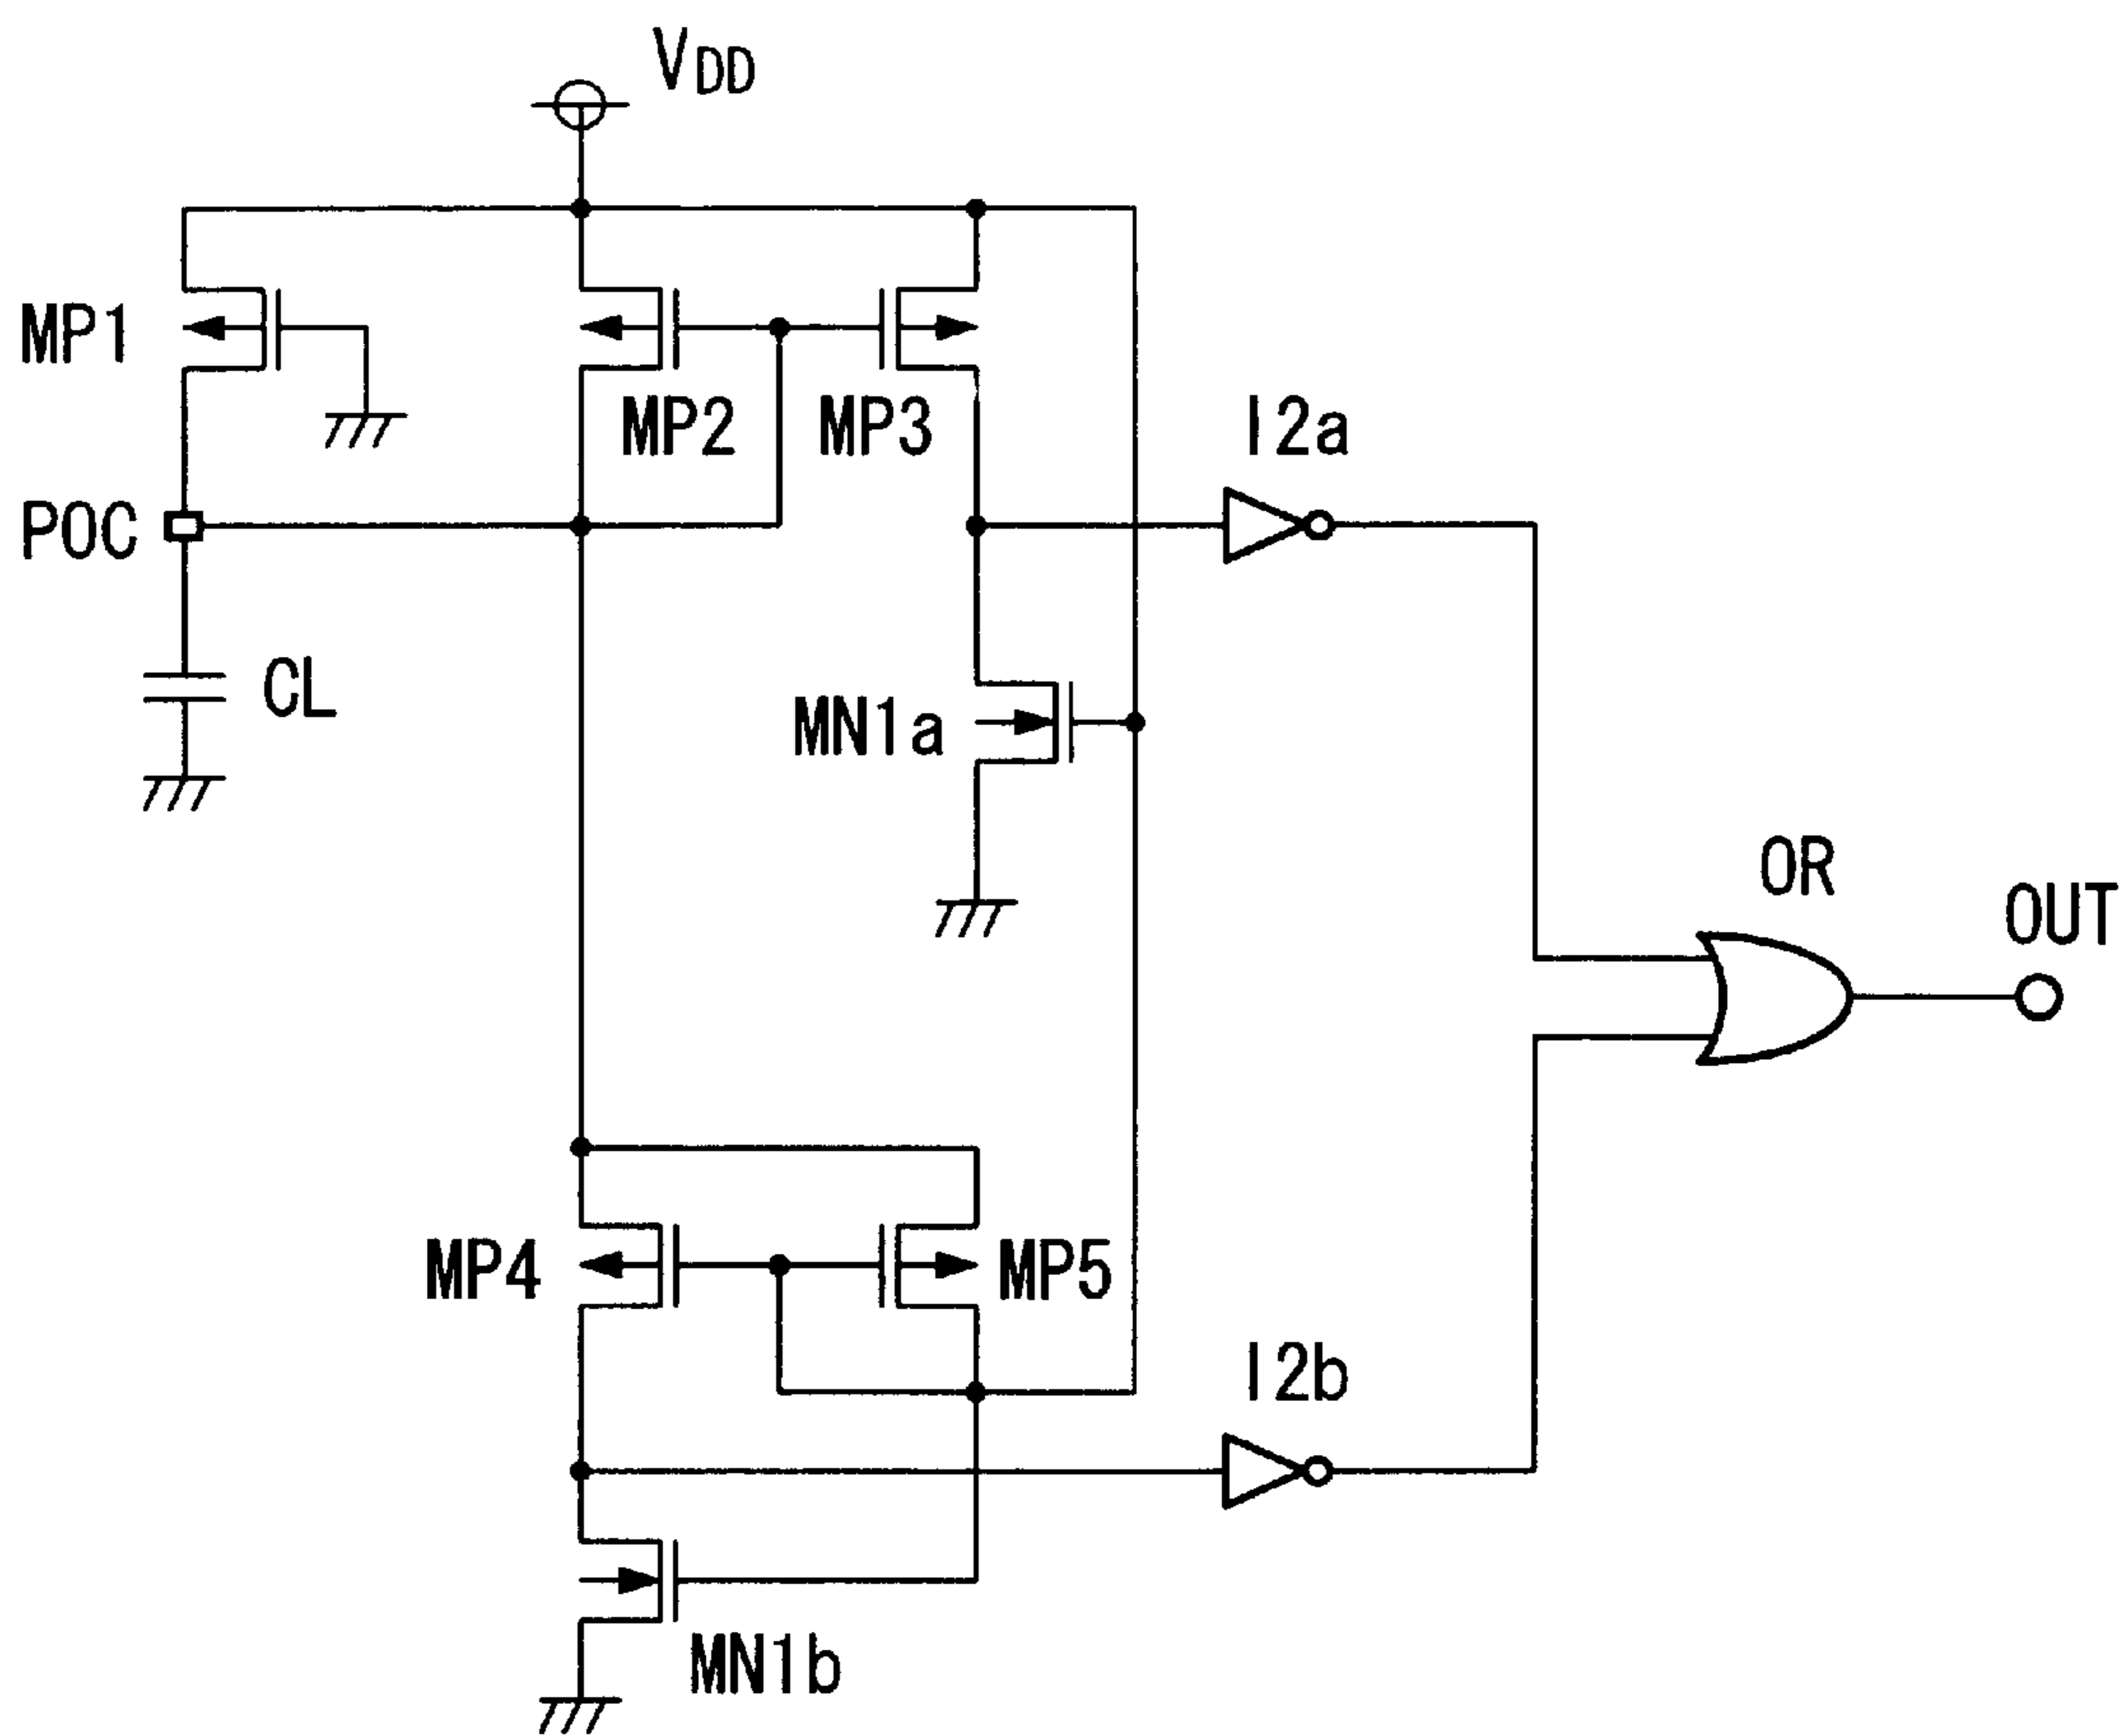 VDD
MP1
MP2
MP3
I2a
POC
CL
MN1a
OR
OUT
MP4
MP5
I2b
MN1b